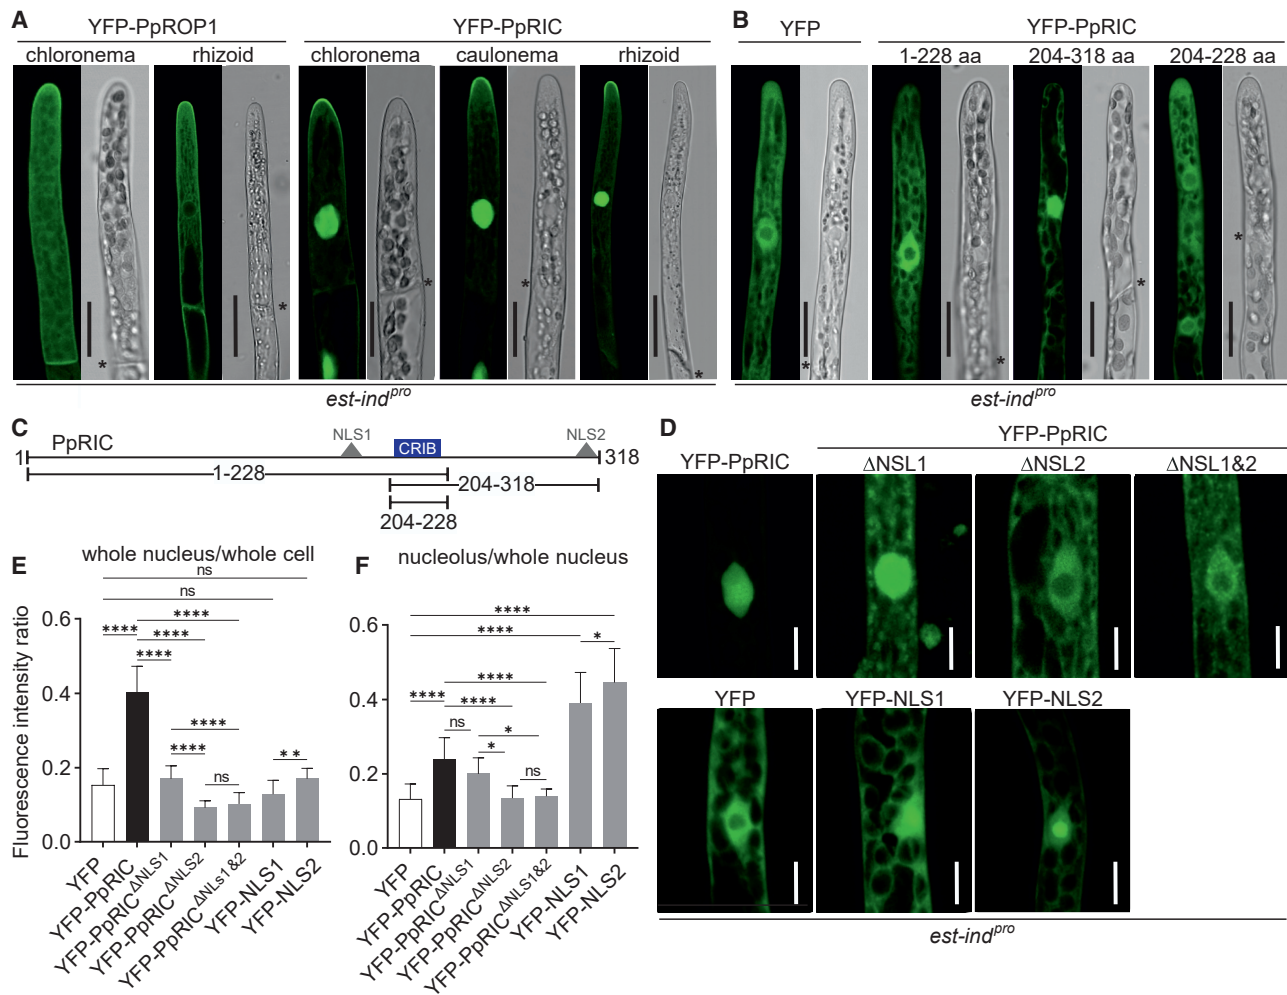 A
YFP-PpROP1 YFP-PpRIC
chloronema rhizoid chloronema caulonema rhizoid
* * * * *
est-ind^pro
B
YFP YFP-PpRIC
1-228 aa 204-318 aa 204-228 aa
* * * *
est-ind^pro
C
PpRIC NLS1 CRIB NLS2
1 318
1-228
204-318
204-228
D
YFP-PpRIC
YFP-PpRIC ΔNSL1 ΔNSL2 ΔNSL1&2
YFP YFP-NLS1 YFP-NLS2
est-ind^pro
E whole nucleus/whole cell
Fluorescence intensity ratio
ns
ns
****
**** ****
****
****
**** ns **
0.6
0.4
0.2
0.0
YFP
YFP-PpRIC
YFP-PpRIC^ΔNLS1
YFP-PpRIC^ΔNLS2
YFP-PpRIC^ΔNLs1&2
YFP-NLS1
YFP-NLS2
F nucleolus/whole nucleus
****
**** *
****
**** ****
ns *
* ns
0.6
0.4
0.2
0.0
YFP
YFP-PpRIC
YFP-PpRIC^ΔNLS1
YFP-PpRIC^ΔNLS2
YFP-PpRIC^ΔNLS1&2
YFP-NLS1
YFP-NLS2